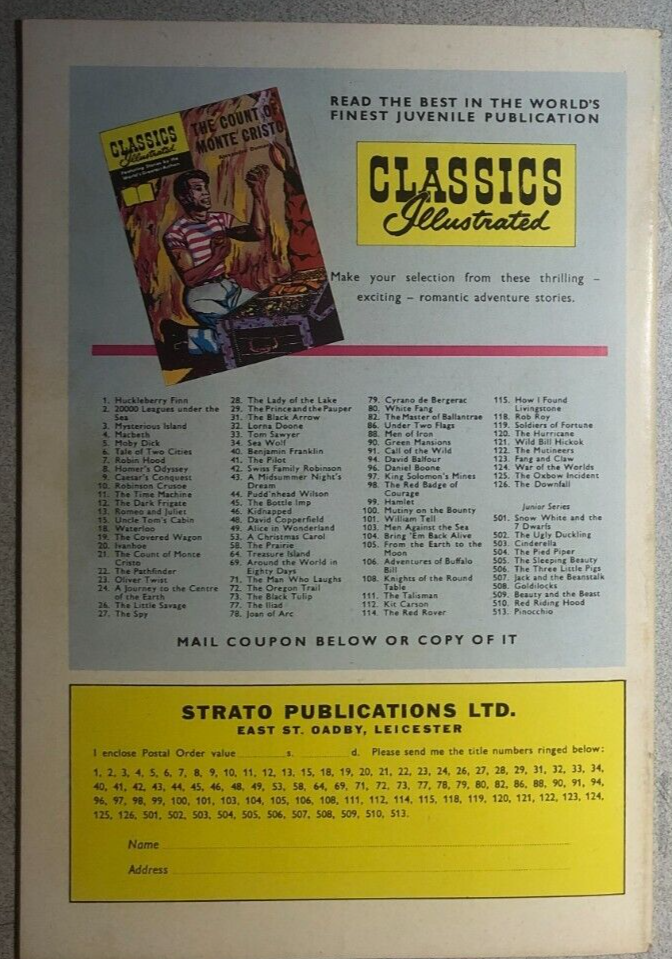 CLASSICS
Illustrated
Featuring Stories by the
World's Greatest Authors
THE COUNT OF
MONTE CRISTO
READ THE BEST IN THE WORLD'S
FINEST JUVENILE PUBLICATION
CLASSICS
Illustrated
Make your selection from these thrilling –
exciting – romantic adventure stories.
1. Huckleberry Finn
2. 20000 Leagues under the
Sea
3. Mysterious Island
4. Macbeth
5. Moby Dick
6. Tale of Two Cities
7. Robin Hood
8. Homer's Odyssey
9. Caesar's Conquest
10. Robinson Crusoe
11. The Time Machine
12. The Dark Frigate
13. Romeo and Juliet
15. Uncle Tom's Cabin
18. Waterloo
19. The Covered Wagon
20. Ivanhoe
21. The Count of Monte
Cristo
22. The Pathfinder
23. Oliver Twist
24. A Journey to the Centre
of the Earth
26. The Little Savage
27. The Spy
28. The Lady of the Lake
29. The Prince and the Pauper
31. The Black Arrow
32. Lorna Doone
33. Tom Sawyer
34. Sea Wolf
40. Benjamin Franklin
41. The Pilot
42. Swiss Family Robinson
43. A Midsummer Night's
Dream
44. Pudd'nhead Wilson
45. The Bottle Imp
46. Kidnapped
48. David Copperfield
49. Alice in Wonderland
53. A Christmas Carol
58. The Prairie
64. Treasure Island
69. Around the World in
Eighty Days
71. The Man Who Laughs
72. The Oregon Trail
73. The Black Tulip
77. The Iliad
78. Joan of Arc
79. Cyrano de Bergerac
80. White Fang
82. The Master of Ballantrae
86. Under Two Flags
88. Men of Iron
90. Green Mansions
91. Call of the Wild
94. David Balfour
96. Daniel Boone
97. King Solomon's Mines
98. The Red Badge of
Courage
99. Hamlet
100. Mutiny on the Bounty
101. William Tell
103. Men Against the Sea
104. Bring 'Em Back Alive
105. From the Earth to the
Moon
106. Adventures of Buffalo
Bill
108. Knights of the Round
Table
111. The Talisman
112. Kit Carson
114. The Red Rover
115. How I Found
Livingstone
118. Rob Roy
119. Soldiers of Fortune
120. The Hurricane
121. Wild Bill Hickok
122. The Mutineers
123. Fang and Claw
124. War of the Worlds
125. The Oxbow Incident
126. The Downfall
Junior Series
501. Snow White and the
7 Dwarfs
502. The Ugly Duckling
503. Cinderella
504. The Pied Piper
505. The Sleeping Beauty
506. The Three Little Pigs
507. Jack and the Beanstalk
508. Goldilocks
509. Beauty and the Beast
510. Red Riding Hood
513. Pinocchio
MAIL COUPON BELOW OR COPY OF IT
STRATO PUBLICATIONS LTD.
EAST ST. OADBY, LEICESTER
I enclose Postal Order value s. d. Please send me the title numbers ringed below:
1, 2, 3, 4, 5, 6, 7, 8, 9, 10, 11, 12, 13, 15, 18, 19, 20, 21, 22, 23, 24, 26, 27, 28, 29, 31, 32, 33, 34,
40, 41, 42, 43, 44, 45, 46, 48, 49, 53, 58, 64, 69, 71, 72, 73, 77, 78, 79, 80, 82, 86, 88, 90, 91, 94,
96, 97, 98, 99, 100, 101, 103, 104, 105, 106, 108, 111, 112, 114, 115, 118, 119, 120, 121, 122, 123, 124,
125, 126, 501, 502, 503, 504, 505, 506, 507, 508, 509, 510, 513.
Name
Address